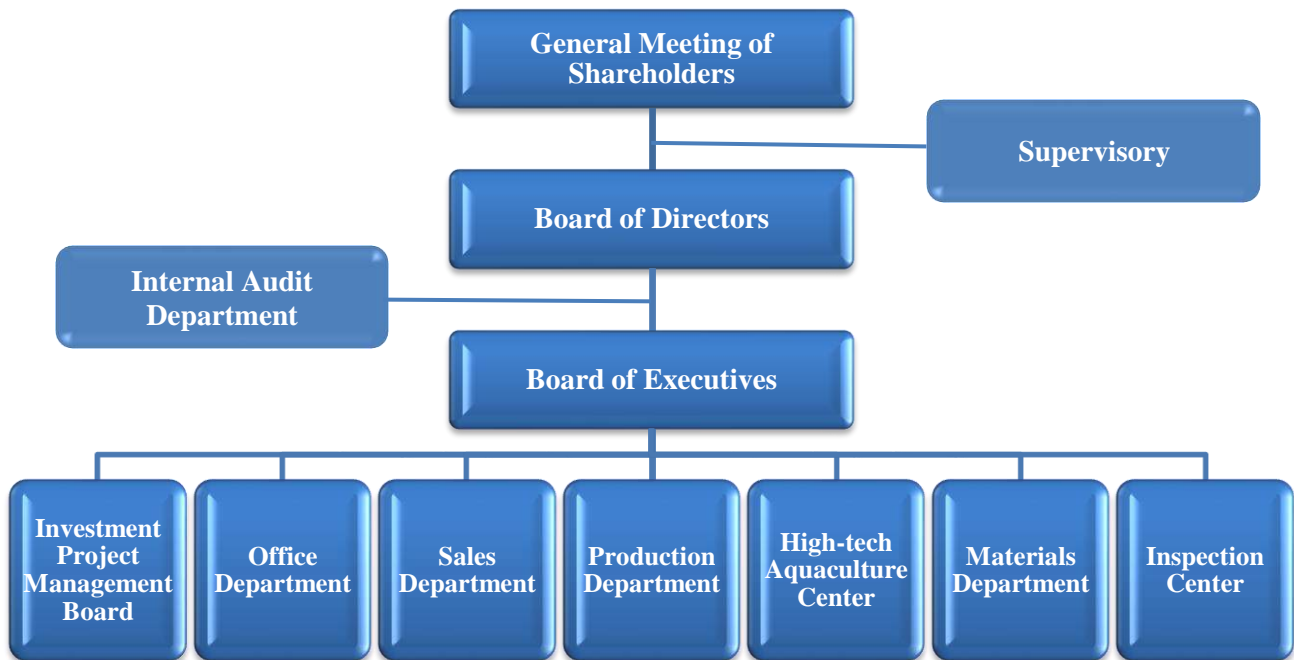 General Meeting of
Shareholders
Supervisory
Board of Directors
Internal Audit
Department
Board of Executives
Investment
Project
Management
Board
Office
Department
Sales
Department
Production
Department
High-tech
Aquaculture
Center
Materials
Department
Inspection
Center